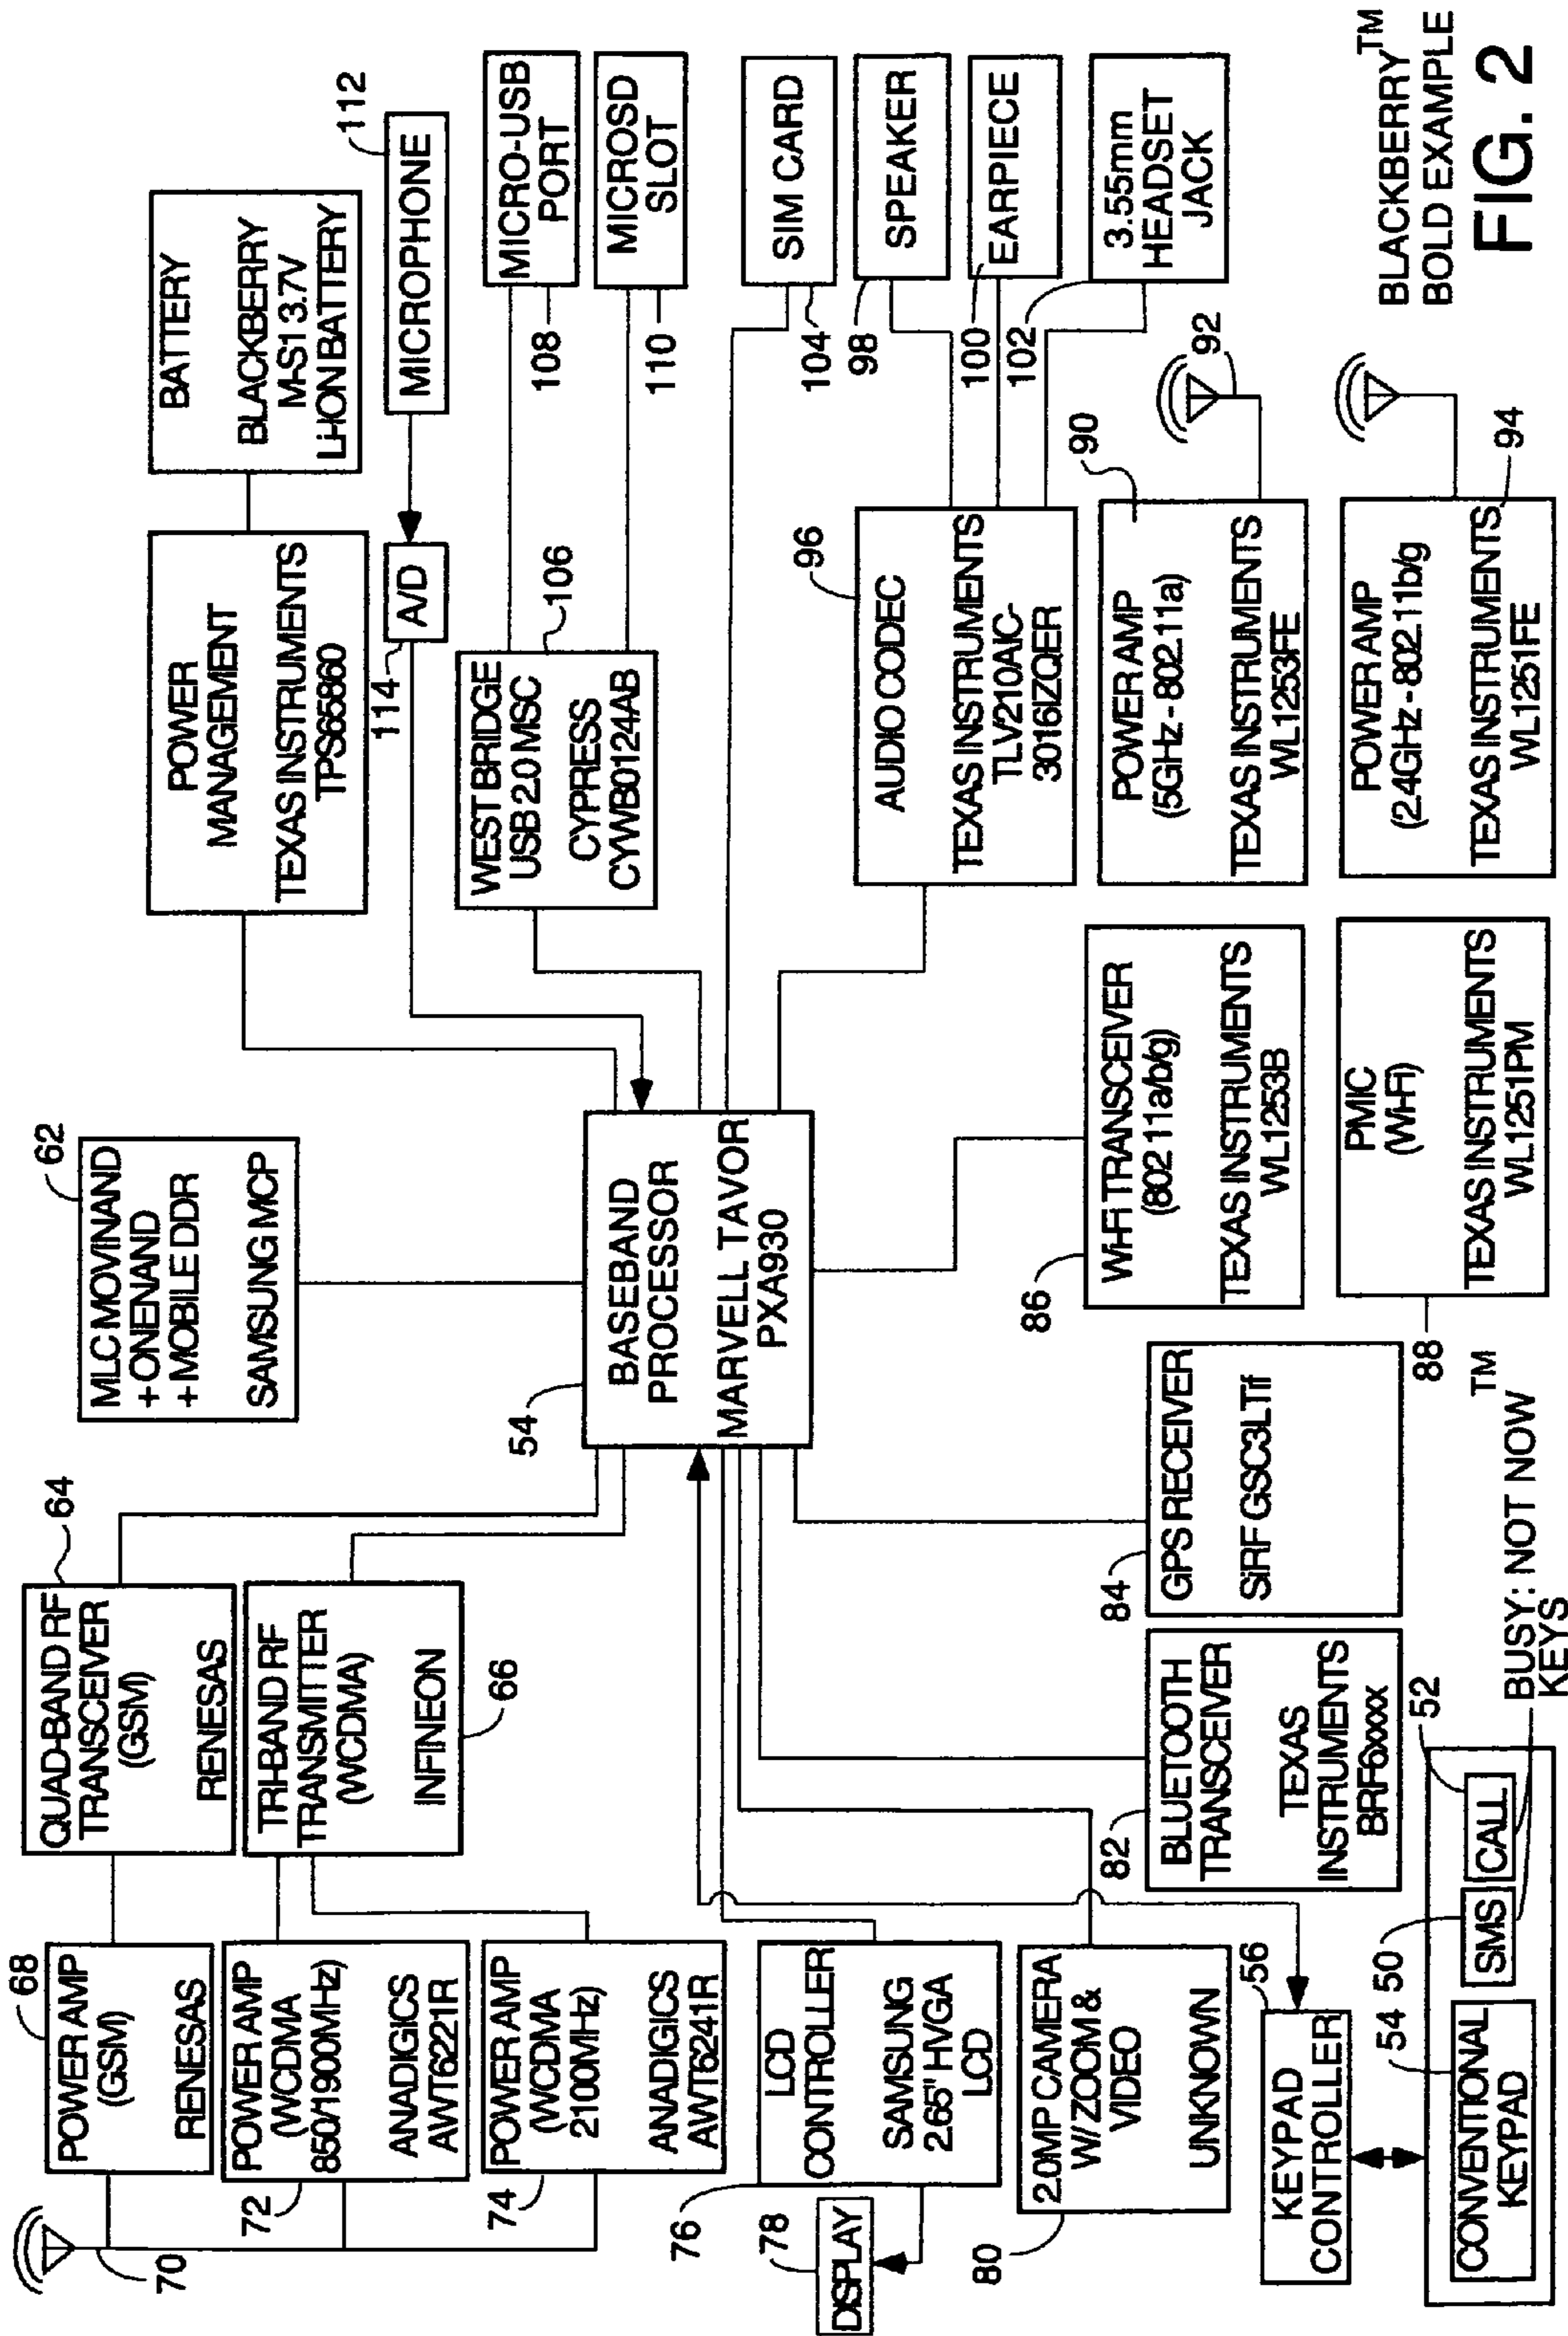 68
POWER AMP
(GSM)
RENESAS
70
POWER AMP
(WCDMA
850/1900MHz)
ANADIGICS
AWT6221R
72
POWER AMP
(WCDMA
2100MHz)
ANADIGICS
AWT6241R
74
64
QUAD-BAND RF
TRANSCEIVER
(GSM)
RENESAS
TRI-BAND RF
TRANSMITTER
(WCDMA)
INFINEON
66
62
MLC MOVINAND
+ ONENAND
+ MOBILE DDR
SAMSUNG MCP
POWER
MANAGEMENT
TEXAS INSTRUMENTS
TPS65860
BATTERY
BLACKBERRY
M-S1 3.7V
LI-ION BATTERY
112
MICROPHONE
A/D
114
WEST BRIDGE
USB 2.0 MSC
CYPRESS
CYWB0124AB
106
MICRO-USB
PORT
108
MICROSD
SLOT
110
54
BASEBAND
PROCESSOR
MARVELL TAVOR
PXA930
SIM CARD
104
SPEAKER
98
EARPIECE
100
3.55mm
HEADSET
JACK
102
96
AUDIO CODEC
TEXAS INSTRUMENTS
TLV210AIC-
3016IZQER
76
LCD
CONTROLLER
SAMSUNG
2.65" HVGA
LCD
78
DISPLAY
2.0MP CAMERA
W/ ZOOM &
VIDEO
UNKNOWN
80
82
BLUETOOTH
TRANSCEIVER
TEXAS
INSTRUMENTS
BRF6xxxx
84
GPS RECEIVER
SiRF GSC3LTif
86
Wi-Fi TRANSCEIVER
(802 11a/b/g)
TEXAS INSTRUMENTS
WL1253B
90
POWER AMP
(5GHz - 802.11a)
TEXAS INSTRUMENTS
WL1253FE
92
PMIC
(Wi-Fi)
TEXAS INSTRUMENTS
WL1251PM
88
POWER AMP
(2.4GHz - 802.11b/g
TEXAS INSTRUMENTS
WL1251FE
94
56
KEYPAD
CONTROLLER
54
CONVENTIONAL
KEYPAD
50
SMS
52
CALL
BUSY: NOT NOW TM
KEYS
BLACKBERRY TM
BOLD EXAMPLE
FIG. 2